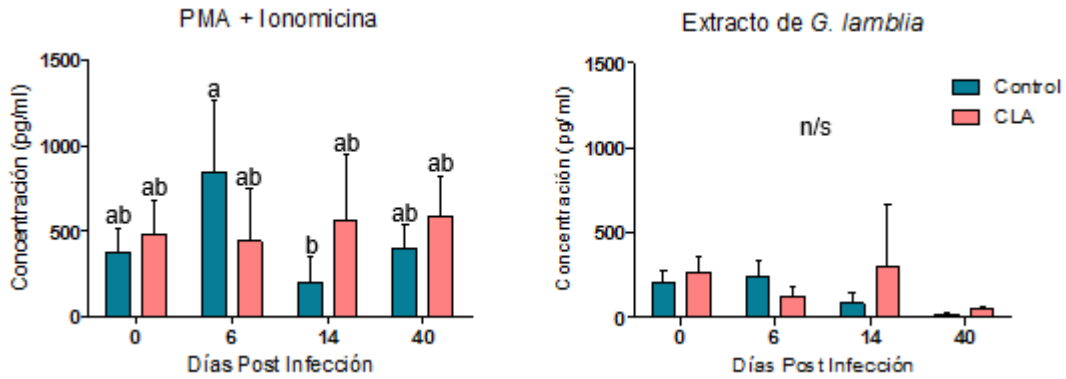 PMA + Ionomicina
Concentración (pg/ml)
1500
1000
500
0
ab
ab
a
ab
b
ab
ab
ab
0 6 14 40
Días Post Infección
Extracto de G. lamblia
Concentración (pg/ml)
1500
1000
500
0
n/s
Control
CLA
0 6 14 40
Días Post Infección